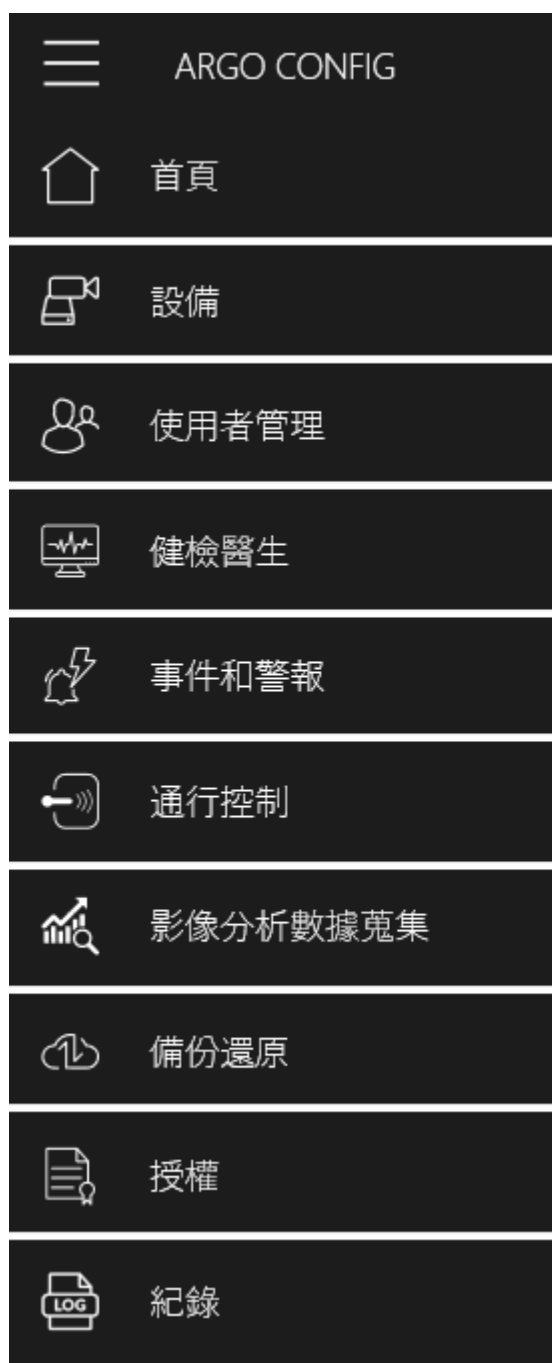 ARGO CONFIG
首頁
設備
使用者管理
健檢醫生
事件和警報
通行控制
影像分析數據蒐集
備份還原
授權
LOG
紀錄